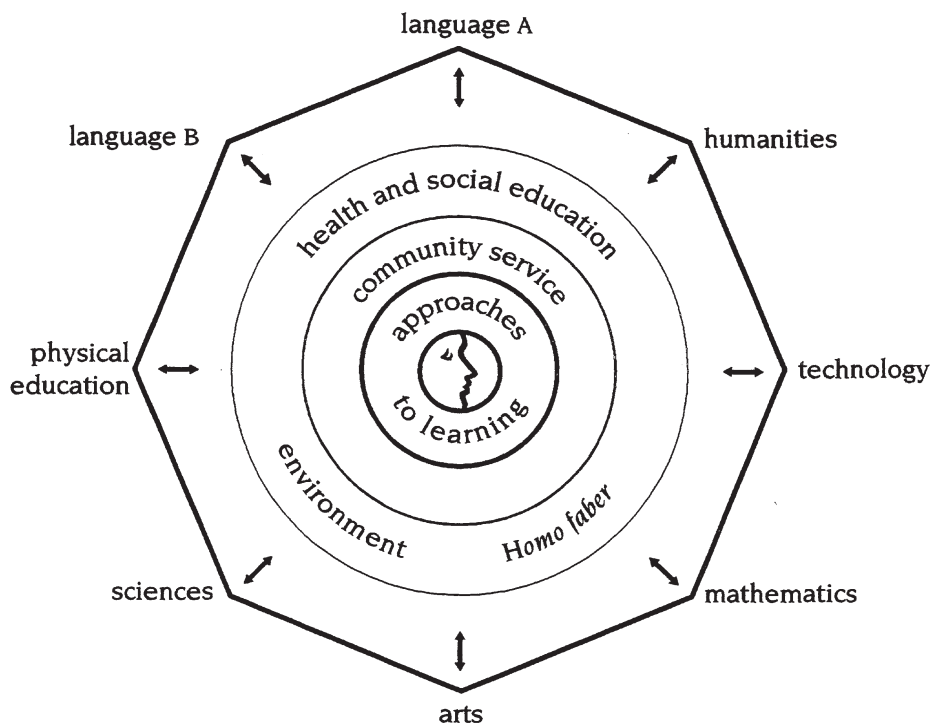 language A
language B
humanities
health and social education
community service
approaches
to learning
physical
education
technology
environment
Homo faber
sciences
mathematics
arts